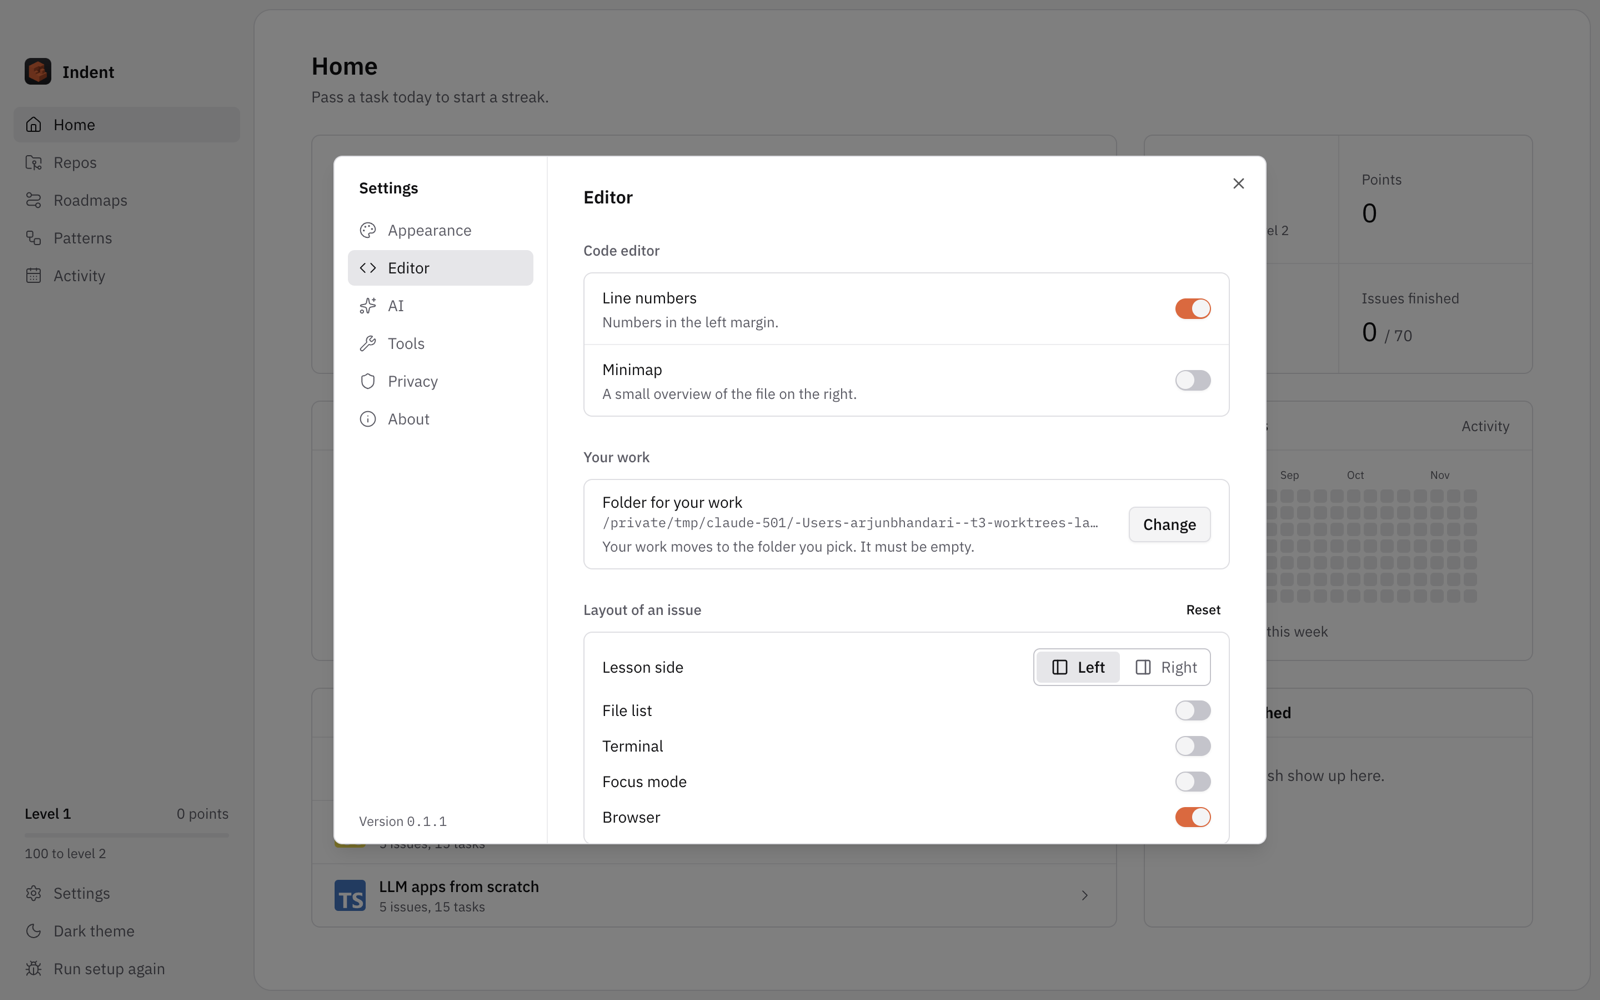 Indent
Home
Repos
Roadmaps
Patterns
Activity
Level 1
0 points
100 to level 2
Settings
Dark theme
Run setup again
Home
Pass a task today to start a streak.
Points
0
el 2
Issues finished
0 / 70
Activity
Sep
Oct
Nov
this week
hed
sh show up here.
5 issues, 15 tasks
TS
LLM apps from scratch
5 issues, 15 tasks
Settings
Appearance
Editor
AI
Tools
Privacy
About
Version 0.1.1
Editor
Code editor
Line numbers
Numbers in the left margin.
Minimap
A small overview of the file on the right.
Your work
Folder for your work
/private/tmp/claude-501/-Users-arjunbhandari--t3-worktrees-la…
Your work moves to the folder you pick. It must be empty.
Change
Layout of an issue
Reset
Lesson side
Left
Right
File list
Terminal
Focus mode
Browser